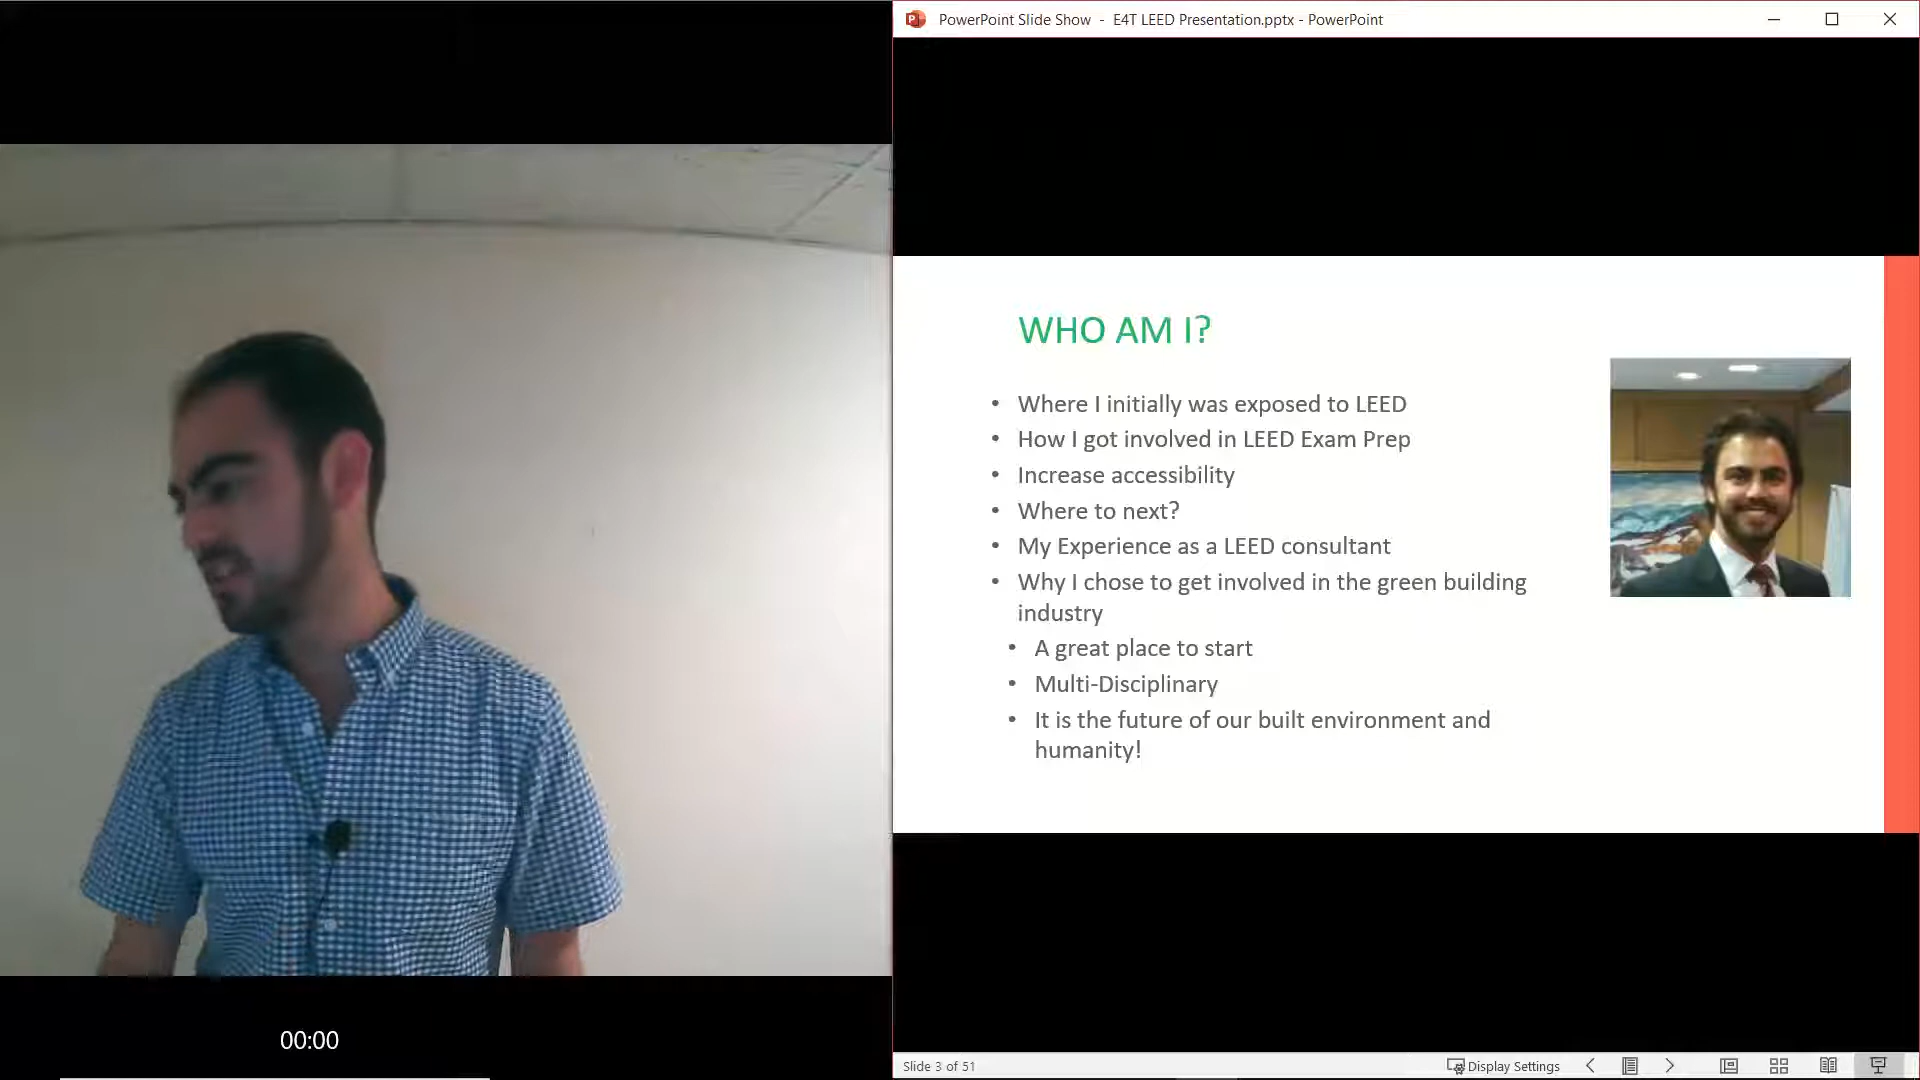 PowerPoint Slide Show - E4T LEED Presentation.pptx - PowerPoint
WHO AM I?
• Where I initially was exposed to LEED
• How I got involved in LEED Exam Prep
• Increase accessibility
• Where to next?
• My Experience as a LEED consultant
• Why I chose to get involved in the green building
industry
• A great place to start
• Multi-Disciplinary
• It is the future of our built environment and
humanity!
00:00
Slide 3 of 51
Display Settings